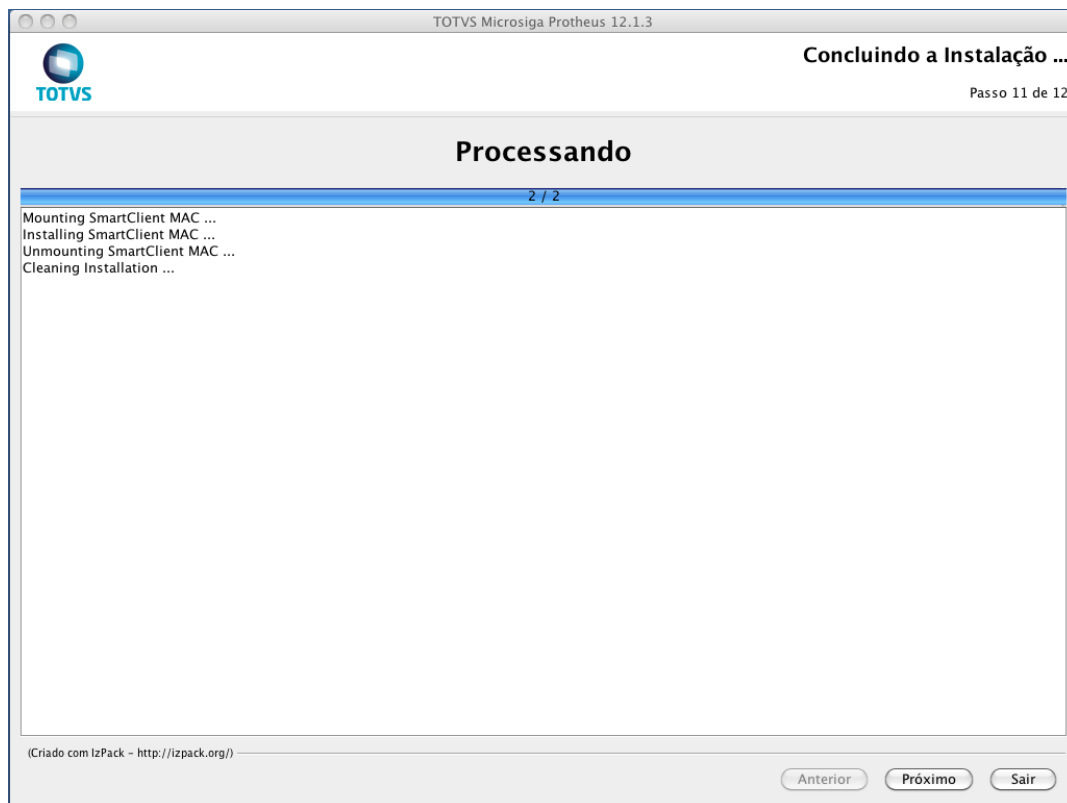 TOTVS Microsiga Protheus 12.1.3
TOTVS
Concluindo a Instalação ...
Passo 11 de 12
Processando
2 / 2
Mounting SmartClient MAC ...
Installing SmartClient MAC ...
Unmounting SmartClient MAC ...
Cleaning Installation ...
(Criado com IzPack - http://izpack.org/)
Anterior Próximo Sair